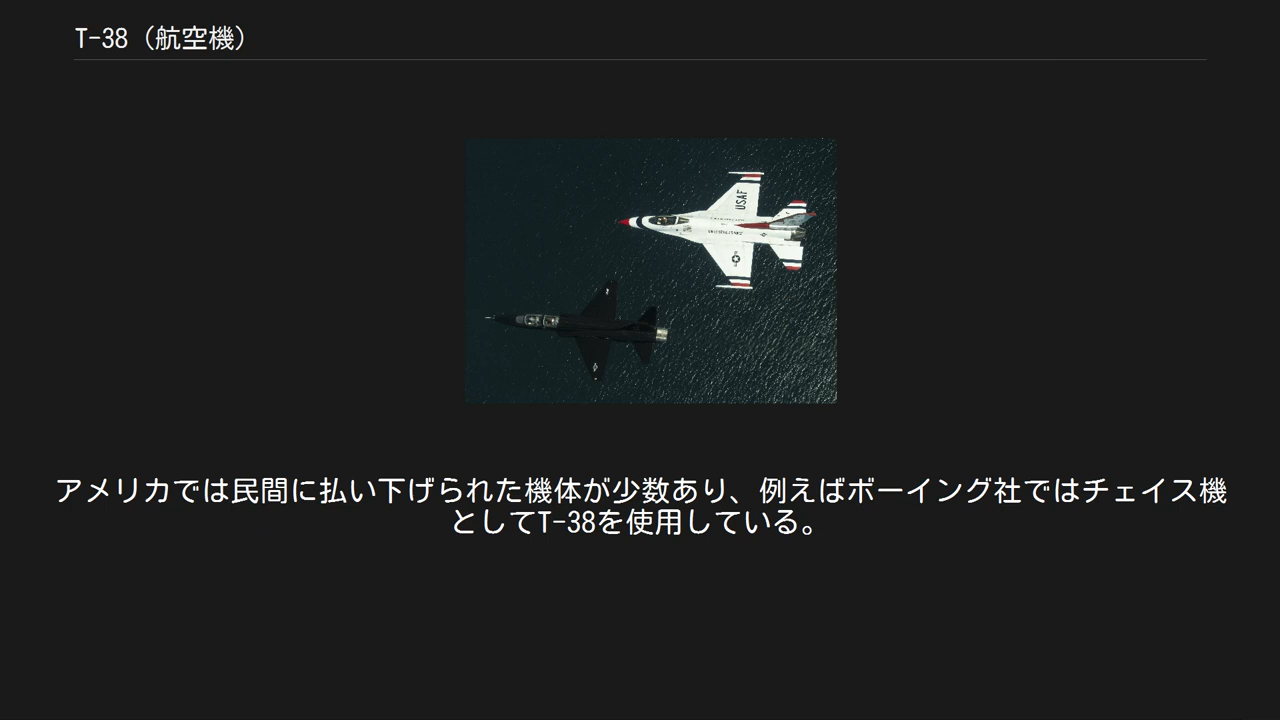 T-38（航空機）
USAF
アメリカでは民間に払い下げられた機体が少数あり、例えばボーイング社ではチェイス機
としてT-38を使用している。